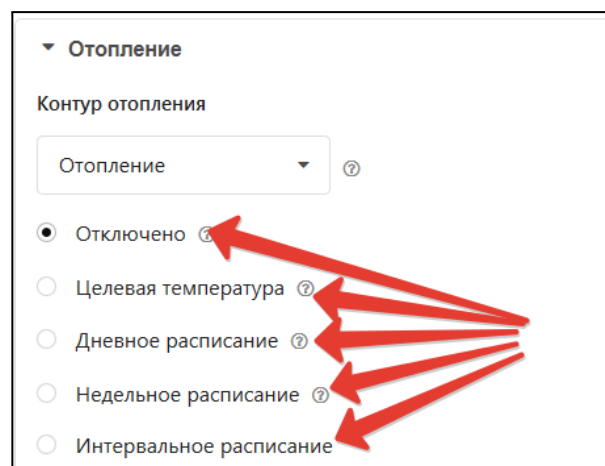 Отопление
Контур отопления
Отопление
Отключено
Целевая температура
Дневное расписание
Недельное расписание
Интервальное расписание